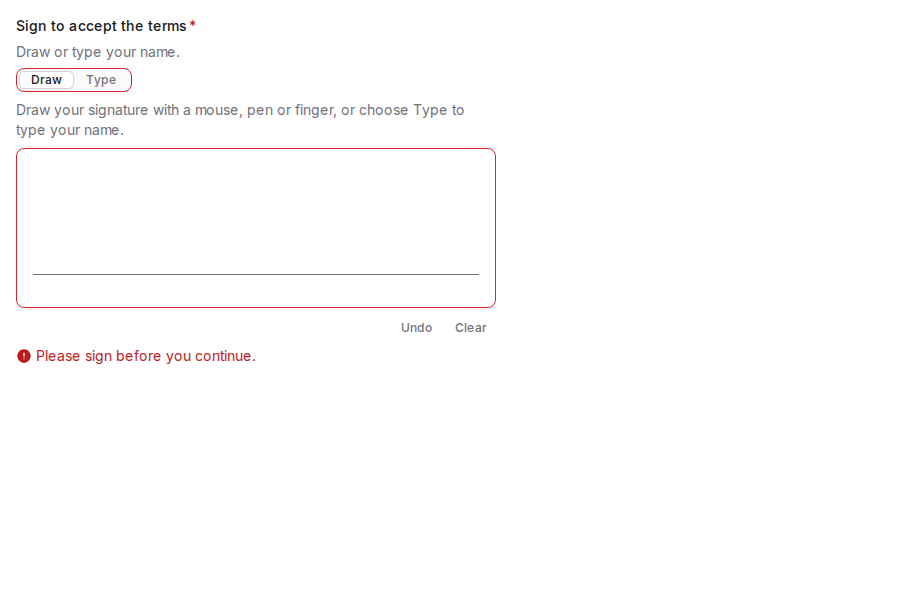 Sign to accept the terms *
Draw or type your name.
Draw Type
Draw your signature with a mouse, pen or finger, or choose Type to
type your name.
Undo Clear
Please sign before you continue.